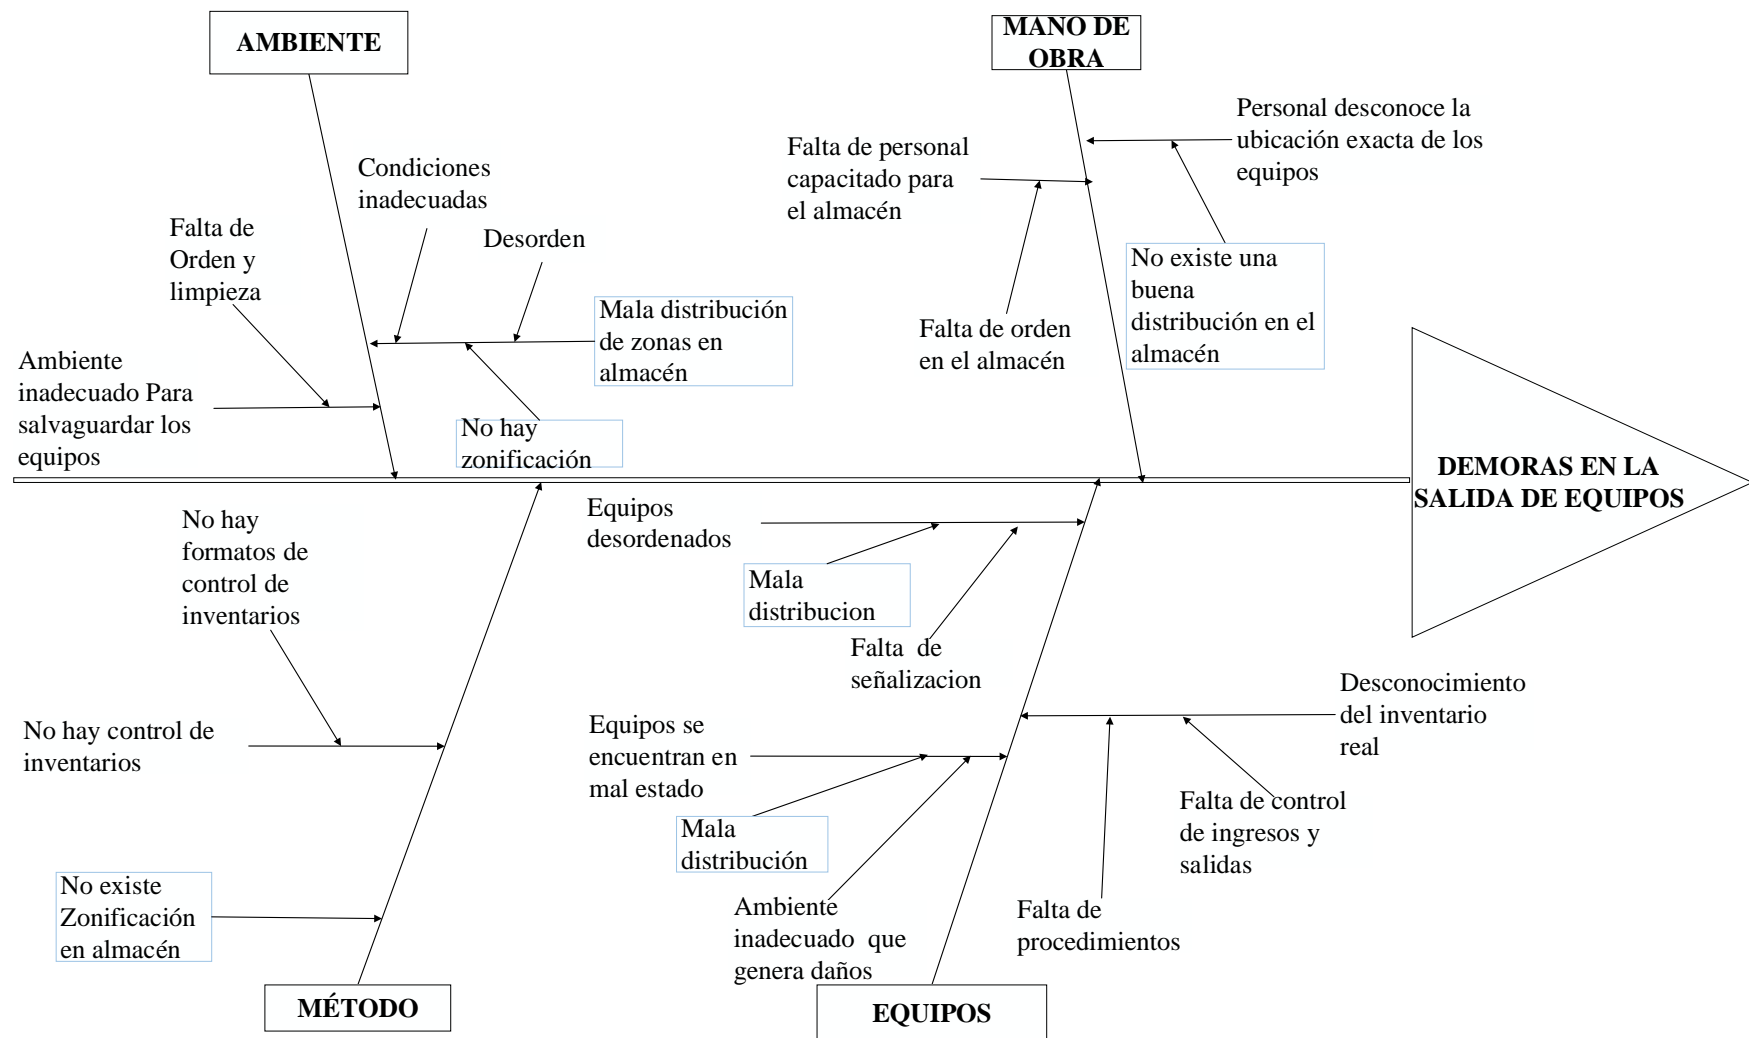 AMBIENTE
MANO DE
OBRA
Personal desconoce la
ubicación exacta de los
equipos
Falta de personal
capacitado para
el almacén
Condiciones
inadecuadas
Falta de
Orden y
limpieza
Desorden
No existe una
buena
distribución en el
almacén
Mala distribución
de zonas en
almacén
Falta de orden
en el almacén
Ambiente
inadecuado Para
salvaguardar los
equipos
No hay
zonificación
DEMORAS EN LA
SALIDA DE EQUIPOS
No hay
formatos de
control de
inventarios
Equipos
desordenados
Mala
distribucion
Falta  de
señalizacion
Desconocimiento
del inventario
real
No hay control de
inventarios
Equipos se
encuentran en
mal estado
Falta de control
de ingresos y
salidas
Mala
distribución
No existe
Zonificación
en almacén
Ambiente
inadecuado  que
genera daños
Falta de
procedimientos
MÉTODO
EQUIPOS